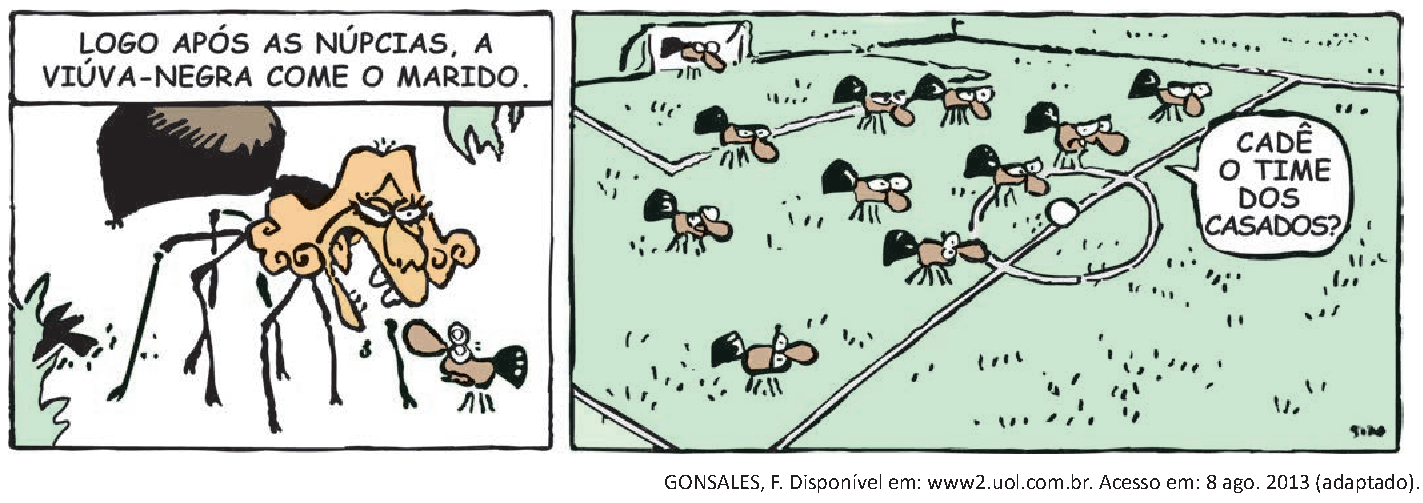 LOGO APÓS AS NÚPCIAS, A
VIÚVA-NEGRA COME O MARIDO.
CADÊ
O TIME
DOS
CASADOS?
GONSALES, F. Disponível em: www2.uol.com.br. Acesso em: 8 ago. 2013 (adaptado).